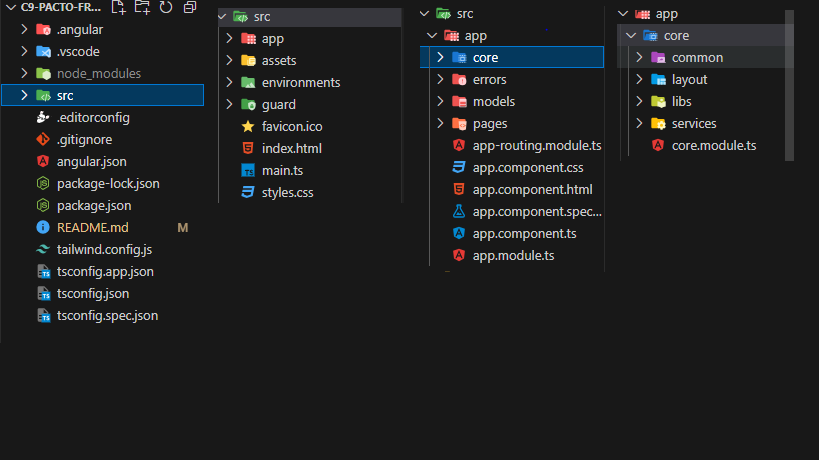 C9-PACTO-FR...
.angular
.vscode
node_modules
src
.editorconfig
.gitignore
angular.json
package-lock.json
package.json
README.md M
tailwind.config.js
tsconfig.app.json
tsconfig.json
tsconfig.spec.json
src
app
assets
environments
guard
favicon.ico
index.html
main.ts
styles.css
src
app
core
errors
models
pages
app-routing.module.ts
app.component.css
app.component.html
app.component.spec...
app.component.ts
app.module.ts
app
core
common
layout
libs
services
core.module.ts